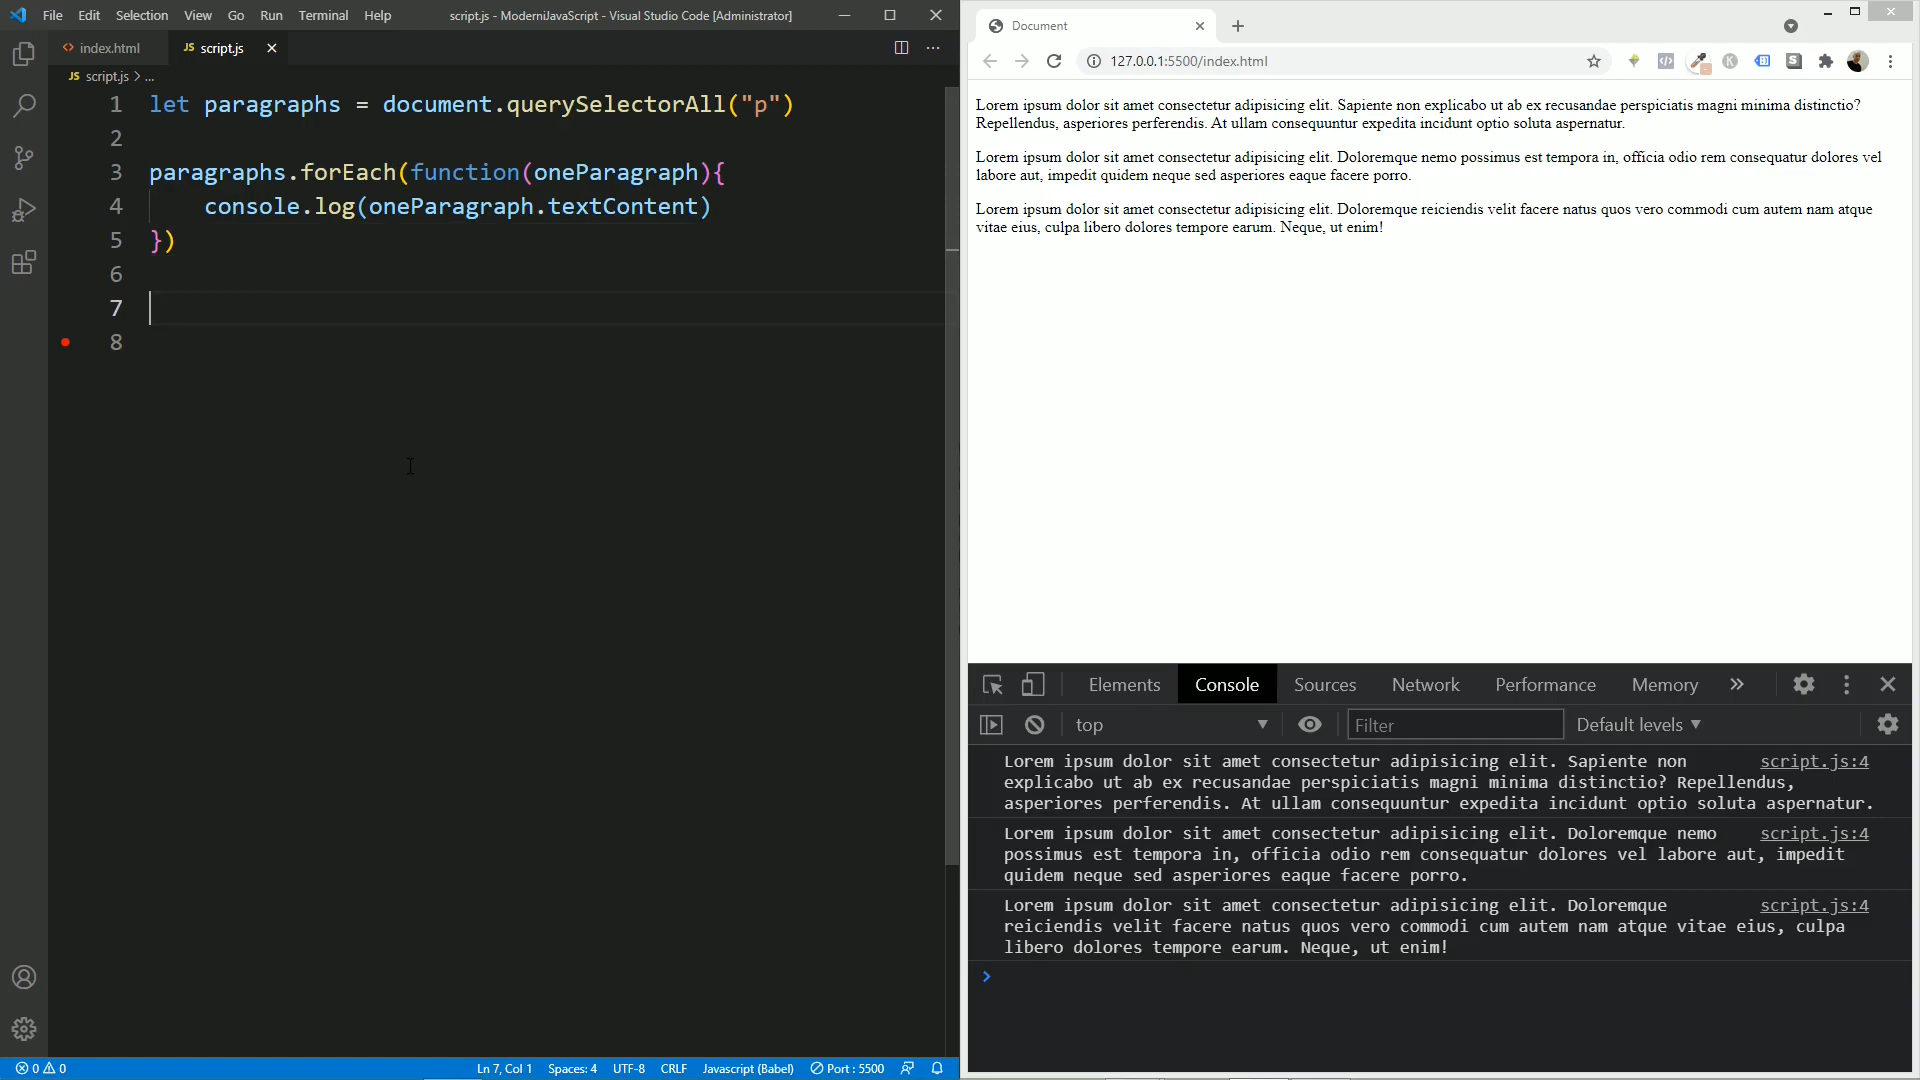 File Edit Selection View Go Run Terminal Help script.js - ModernJavaScript - Visual Studio Code [Administrator]
index.html
JS script.js
JS script.js > ...
1 let paragraphs = document.querySelectorAll("p")
2
3 paragraphs.forEach(function(oneParagraph){
4 console.log(oneParagraph.textContent)
5 })
6
7
8
0 0 Ln 7, Col 1 Spaces: 4 UTF-8 CRLF Javascript (Babel) Port : 5500
Document
127.0.0.1:5500/index.html
Lorem ipsum dolor sit amet consectetur adipisicing elit. Sapiente non explicabo ut ab ex recusandae perspiciatis magni minima distinctio?
Repellendus, asperiores perferendis. At ullam consequuntur expedita incidunt optio soluta aspernatur.
Lorem ipsum dolor sit amet consectetur adipisicing elit. Doloremque nemo possimus est tempora in, officia odio rem consequatur dolores vel
labore aut, impedit quidem neque sed asperiores eaque facere porro.
Lorem ipsum dolor sit amet consectetur adipisicing elit. Doloremque reiciendis velit facere natus quos vero commodi cum autem nam atque
vitae eius, culpa libero dolores tempore earum. Neque, ut enim!
Elements Console Sources Network Performance Memory »
top Filter Default levels
Lorem ipsum dolor sit amet consectetur adipisicing elit. Sapiente non script.js:4
explicabo ut ab ex recusandae perspiciatis magni minima distinctio? Repellendus,
asperiores perferendis. At ullam consequuntur expedita incidunt optio soluta aspernatur.
Lorem ipsum dolor sit amet consectetur adipisicing elit. Doloremque nemo script.js:4
possimus est tempora in, officia odio rem consequatur dolores vel labore aut, impedit
quidem neque sed asperiores eaque facere porro.
Lorem ipsum dolor sit amet consectetur adipisicing elit. Doloremque script.js:4
reiciendis velit facere natus quos vero commodi cum autem nam atque vitae eius, culpa
libero dolores tempore earum. Neque, ut enim!